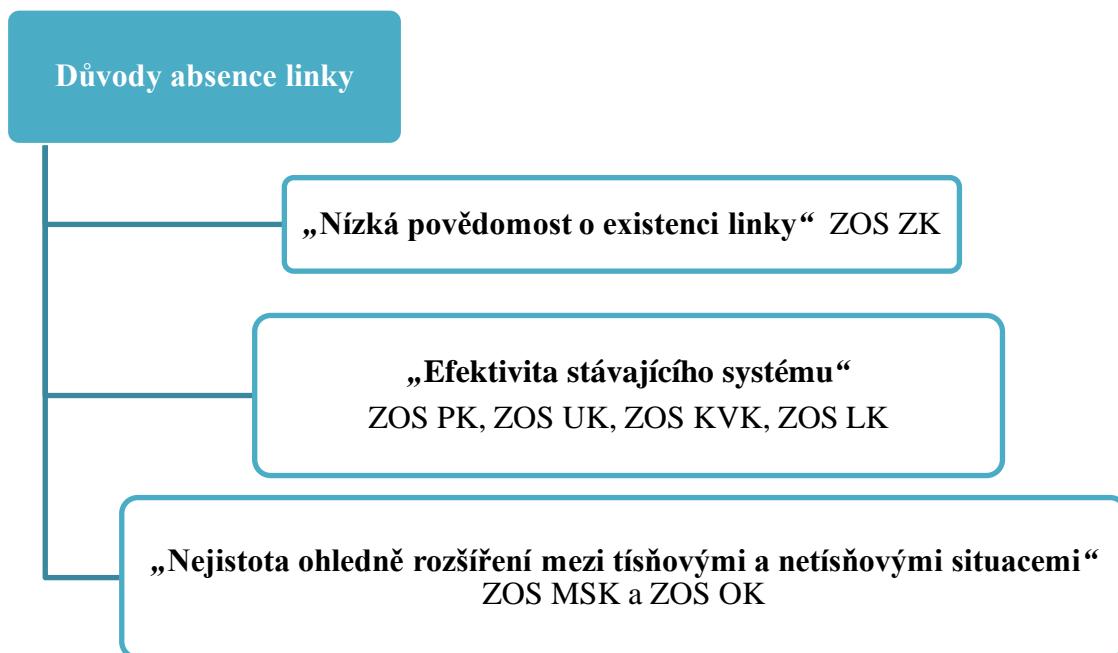 Důvody absence linky
„Nízká povědomost o existenci linky“ ZOS ZK
„Efektivita stávajícího systému“
ZOS PK, ZOS UK, ZOS KVK, ZOS LK
„Nejistota ohledně rozšíření mezi tísňovými a netísňovými situacemi“
ZOS MSK a ZOS OK